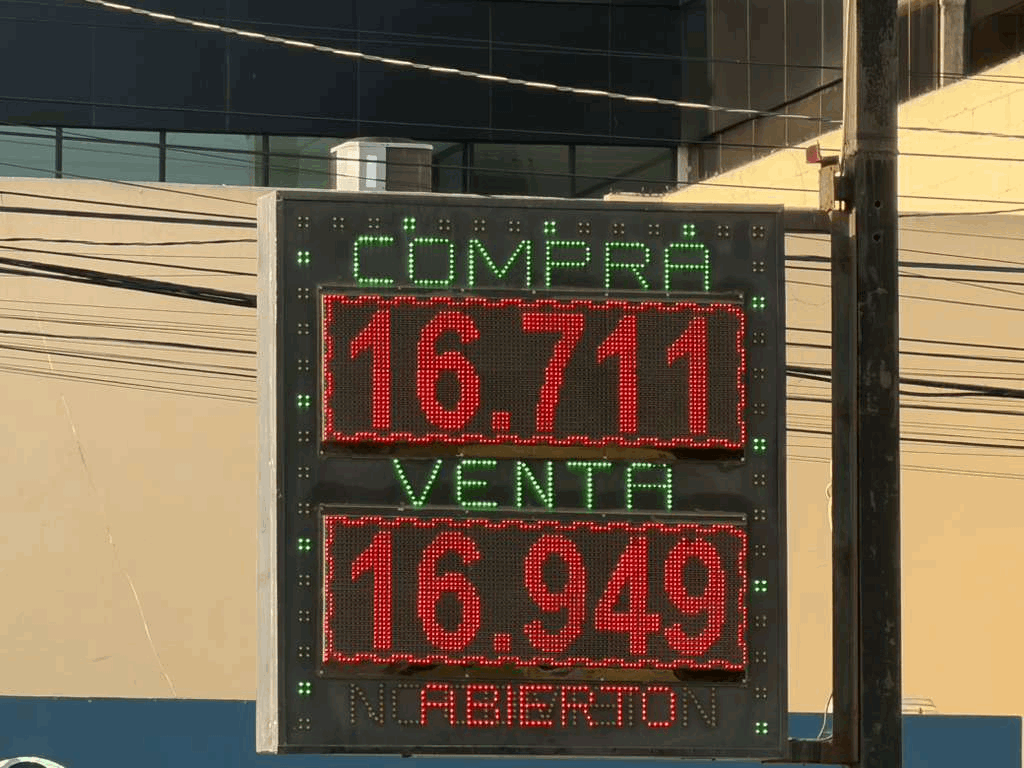 COMPRA
16.711
VENTA
16.949
ABIERTO